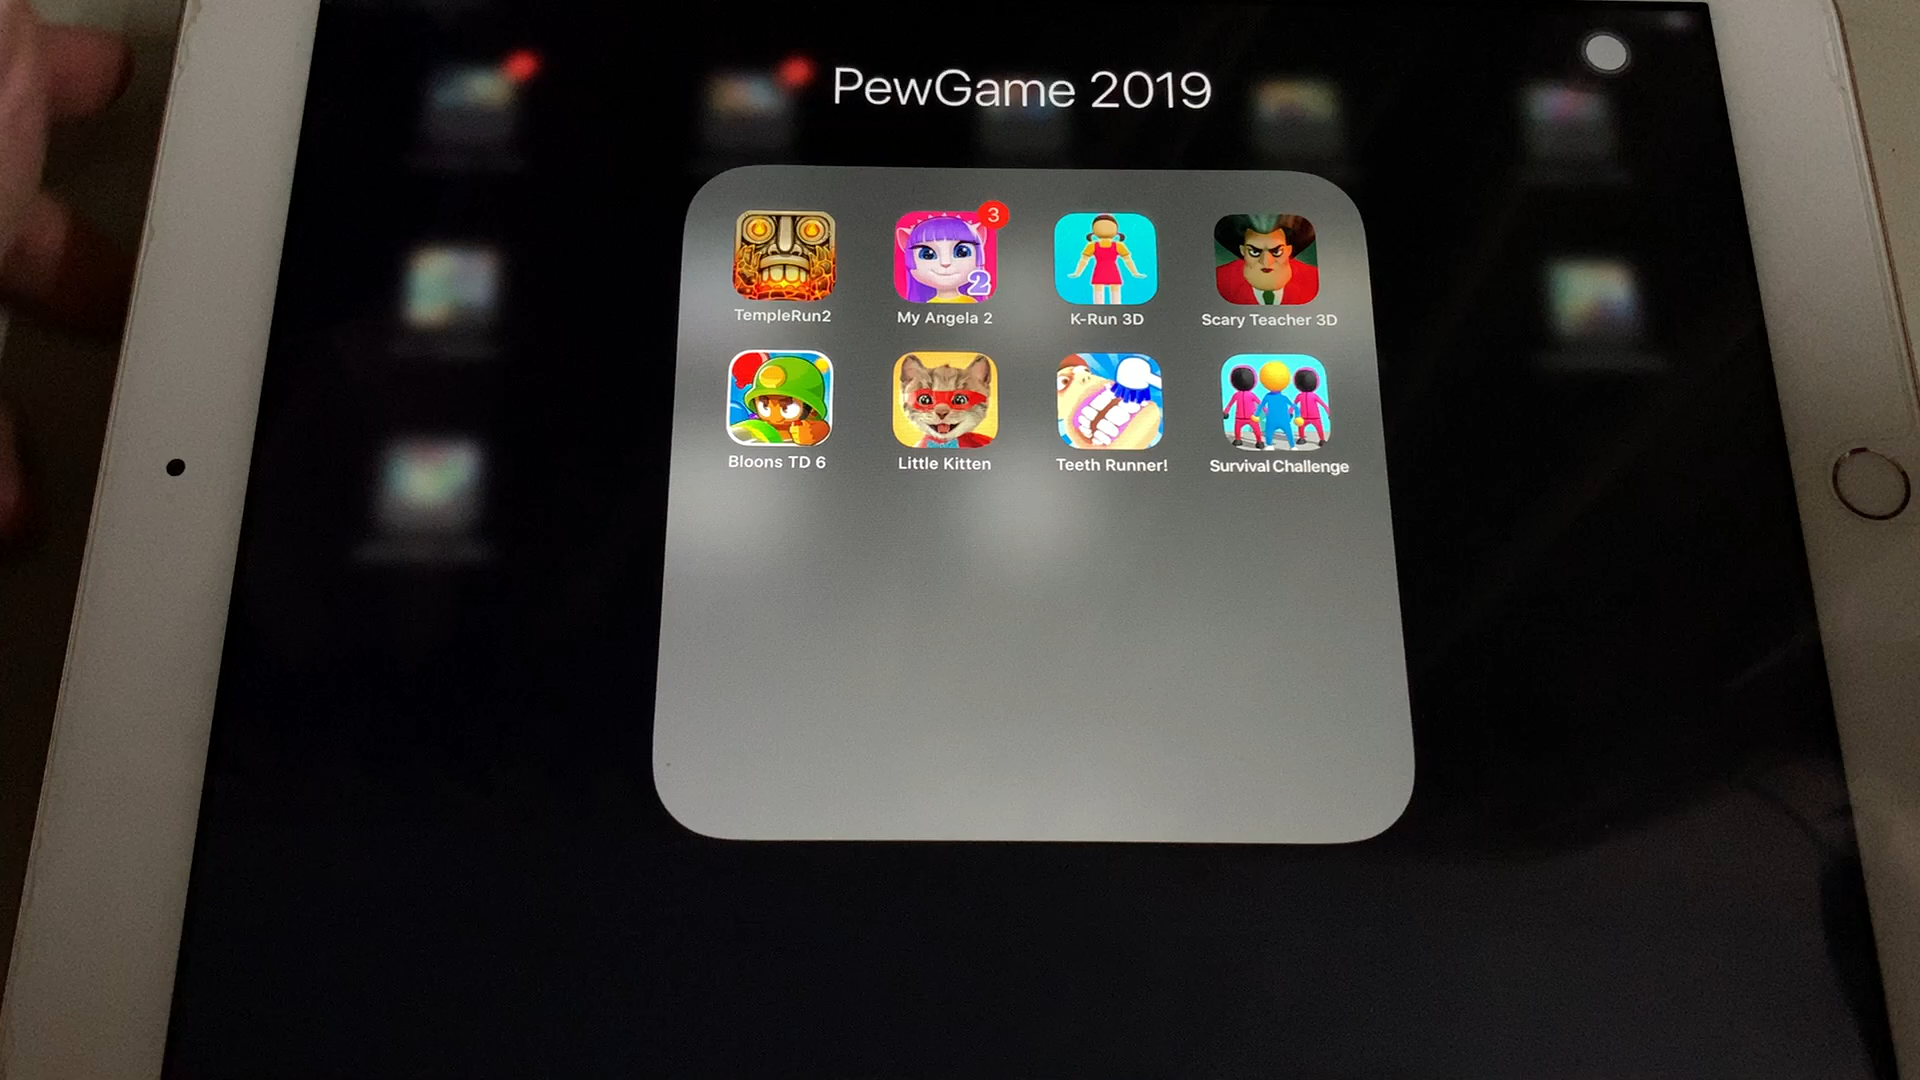 PewGame 2019
3
2
TempleRun2
My Angela 2
K-Run 3D
Scary Teacher 3D
Bloons TD 6
Little Kitten
Teeth Runner!
Survival Challenge